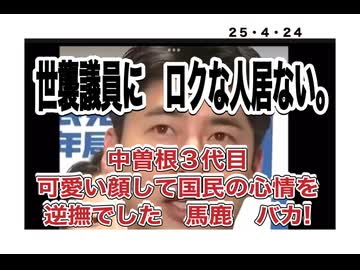 25・4・24
世襲議員に　ロクな人居ない。
中曽根３代目
可愛い顔して国民の心情を
逆撫でした　馬鹿　バカ!
年局